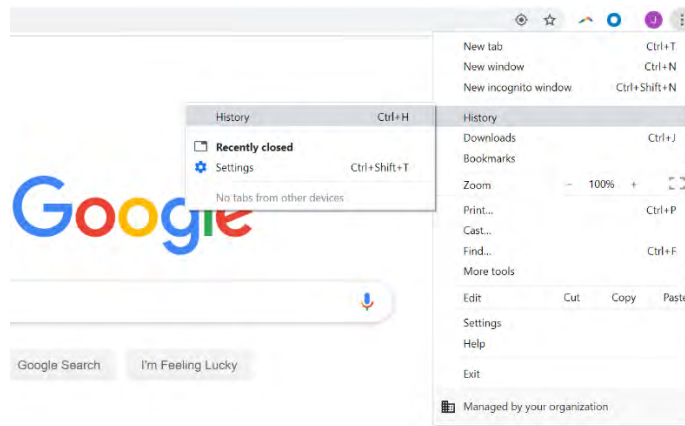 J
New tab Ctrl+T
New window Ctrl+N
New incognito window Ctrl+Shift+N
History
Downloads Ctrl+J
Bookmarks
Zoom − 100% +
Print... Ctrl+P
Cast...
Find... Ctrl+F
More tools
Edit Cut Copy Paste
Settings
Help
Exit
Managed by your organization
History Ctrl+H
Recently closed
Settings Ctrl+Shift+T
No tabs from other devices
Google
Google Search I'm Feeling Lucky